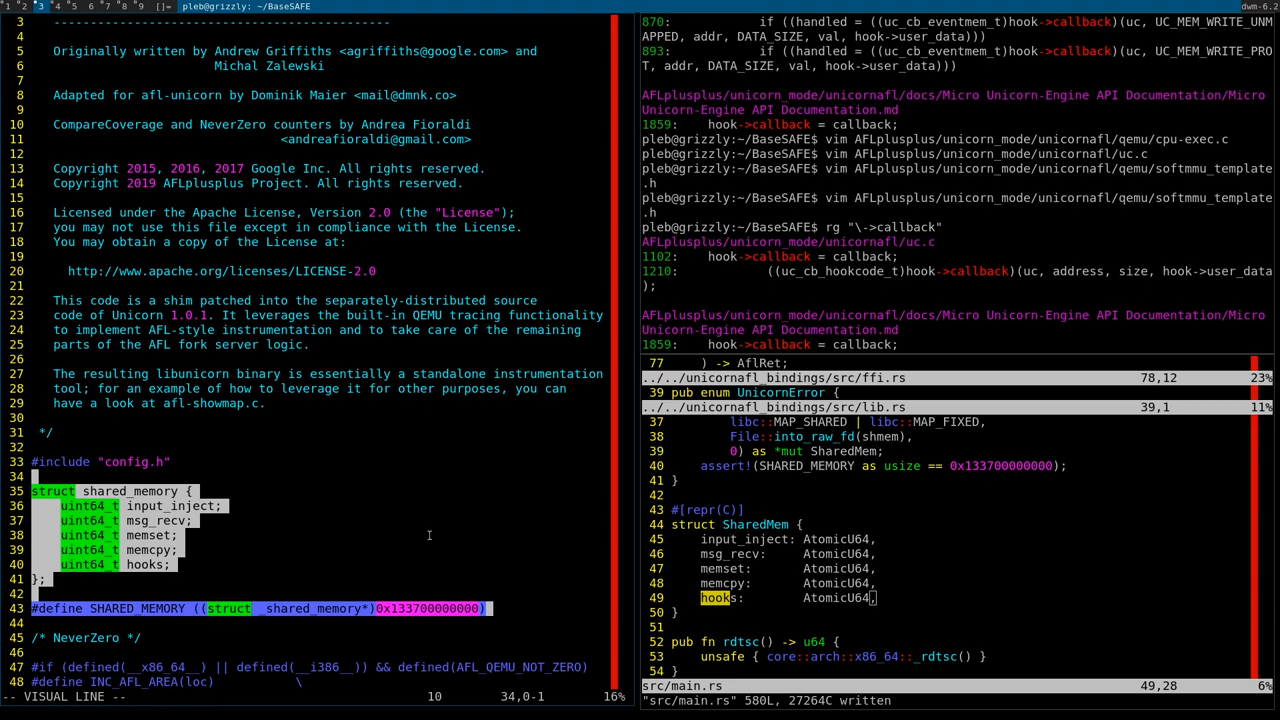 1 2 3 4 5 6 7 8 9 []= pleb@grizzly: ~/BaseSAFE dwm-6.2
3 ----------------------------------------------
4
5 Originally written by Andrew Griffiths <agriffiths@google.com> and
6 Michal Zalewski
7
8 Adapted for afl-unicorn by Dominik Maier <mail@dmnk.co>
9
10 CompareCoverage and NeverZero counters by Andrea Fioraldi
11 <andreafioraldi@gmail.com>
12
13 Copyright 2015, 2016, 2017 Google Inc. All rights reserved.
14 Copyright 2019 AFLplusplus Project. All rights reserved.
15
16 Licensed under the Apache License, Version 2.0 (the "License");
17 you may not use this file except in compliance with the License.
18 You may obtain a copy of the License at:
19
20 http://www.apache.org/licenses/LICENSE-2.0
21
22 This code is a shim patched into the separately-distributed source
23 code of Unicorn 1.0.1. It leverages the built-in QEMU tracing functionality
24 to implement AFL-style instrumentation and to take care of the remaining
25 parts of the AFL fork server logic.
26
27 The resulting libunicorn binary is essentially a standalone instrumentation
28 tool; for an example of how to leverage it for other purposes, you can
29 have a look at afl-showmap.c.
30
31 */
32
33 #include "config.h"
34
35 struct shared_memory {
36 uint64_t input_inject;
37 uint64_t msg_recv;
38 uint64_t memset;
39 uint64_t memcpy;
40 uint64_t hooks;
41 };
42
43 #define SHARED_MEMORY ((struct _shared_memory*)0x133700000000)
44
45 /* NeverZero */
46
47 #if (defined(__x86_64__) || defined(__i386__)) && defined(AFL_QEMU_NOT_ZERO)
48 #define INC_AFL_AREA(loc) \
-- VISUAL LINE -- 10 34,0-1 16%
870: if ((handled = ((uc_cb_eventmem_t)hook->callback)(uc, UC_MEM_WRITE_UNM
APPED, addr, DATA_SIZE, val, hook->user_data)))
893: if ((handled = ((uc_cb_eventmem_t)hook->callback)(uc, UC_MEM_WRITE_PRO
T, addr, DATA_SIZE, val, hook->user_data)))
AFLplusplus/unicorn_mode/unicornafl/docs/Micro Unicorn-Engine API Documentation/Micro
Unicorn-Engine API Documentation.md
1859: hook->callback = callback;
pleb@grizzly:~/BaseSAFE$ vim AFLplusplus/unicorn_mode/unicornafl/qemu/cpu-exec.c
pleb@grizzly:~/BaseSAFE$ vim AFLplusplus/unicorn_mode/unicornafl/uc.c
pleb@grizzly:~/BaseSAFE$ vim AFLplusplus/unicorn_mode/unicornafl/qemu/softmmu_template
.h
pleb@grizzly:~/BaseSAFE$ vim AFLplusplus/unicorn_mode/unicornafl/qemu/softmmu_template
.h
pleb@grizzly:~/BaseSAFE$ rg "\->callback"
AFLplusplus/unicorn_mode/unicornafl/uc.c
1102: hook->callback = callback;
1210: ((uc_cb_hookcode_t)hook->callback)(uc, address, size, hook->user_data
);
AFLplusplus/unicorn_mode/unicornafl/docs/Micro Unicorn-Engine API Documentation/Micro
Unicorn-Engine API Documentation.md
1859: hook->callback = callback;
77 ) -> AflRet;
../../unicornafl_bindings/src/ffi.rs 78,12 23%
39 pub enum UnicornError {
../../unicornafl_bindings/src/lib.rs 39,1 11%
37 libc::MAP_SHARED | libc::MAP_FIXED,
38 File::into_raw_fd(shmem),
39 0) as *mut SharedMem;
40 assert!(SHARED_MEMORY as usize == 0x133700000000);
41 }
42
43 #[repr(C)]
44 struct SharedMem {
45 input_inject: AtomicU64,
46 msg_recv: AtomicU64,
47 memset: AtomicU64,
48 memcpy: AtomicU64,
49 hooks: AtomicU64,
50 }
51
52 pub fn rdtsc() -> u64 {
53 unsafe { core::arch::x86_64::_rdtsc() }
54 }
src/main.rs 49,28 6%
"src/main.rs" 580L, 27264C written